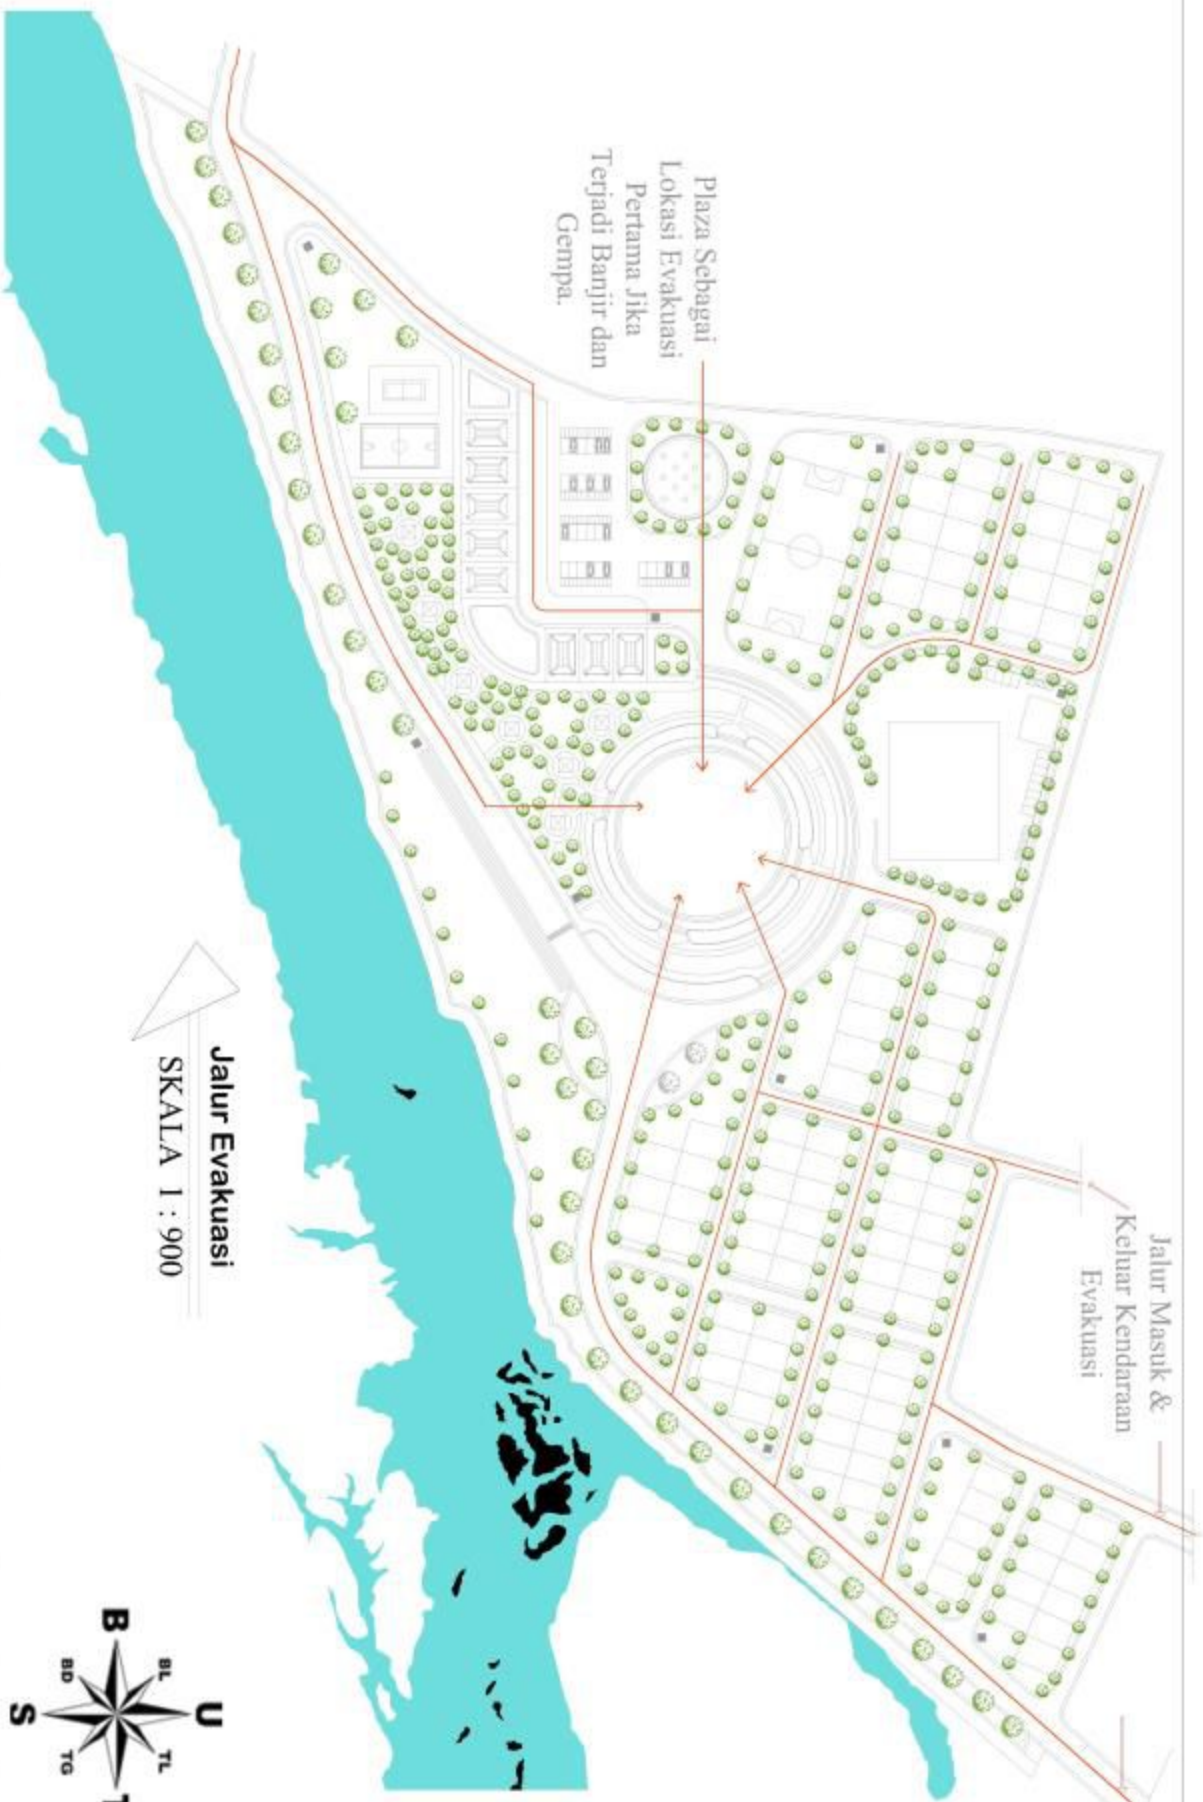 Plaza Sebagai
Lokasi Evakuasi
Pertama Jika
Terjadi Banjir dan
Gempa.
Jalur Masuk &
Keluar Kendaraan
Evakuasi
Jalur Evakuasi
SKALA 1 : 900
U
BL
TL
B
T
BD
TG
S